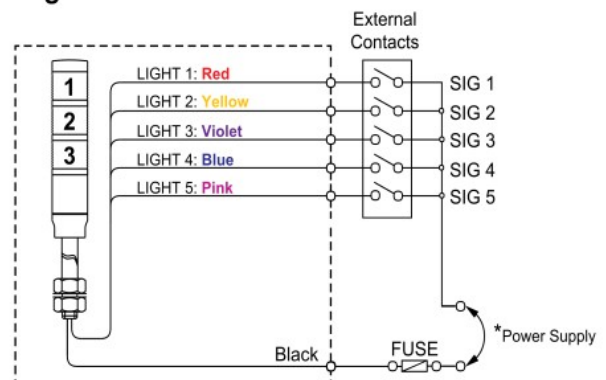 External
Contacts
1
2
3
LIGHT 1: Red
LIGHT 2: Yellow
LIGHT 3: Violet
LIGHT 4: Blue
LIGHT 5: Pink
SIG 1
SIG 2
SIG 3
SIG 4
SIG 5
*Power Supply
Black
FUSE